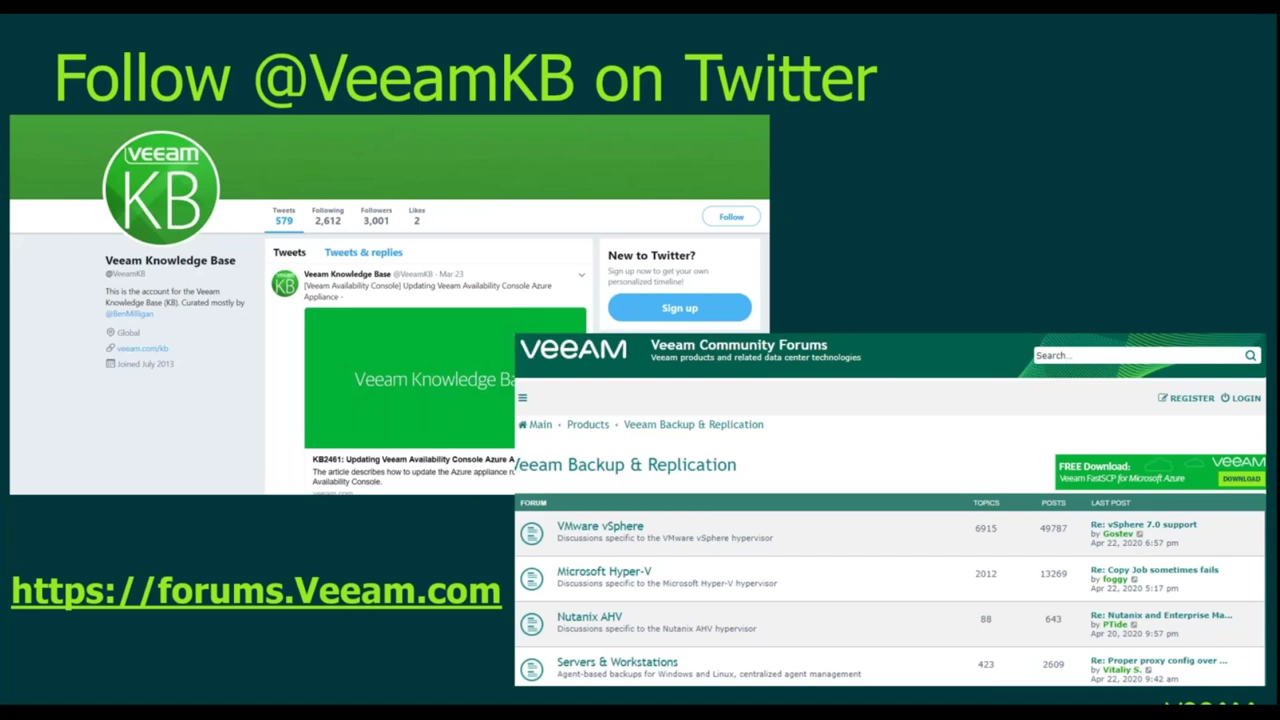 Follow @VeeamKB on Twitter
veeam
KB
Tweets Following Followers Likes
579 2,612 3,001 2
Follow
Veeam Knowledge Base
@VeeamKB
This is the account for the Veeam
Knowledge Base (KB). Curated mostly by
@BenMilligan
Global
veeam.com/kb
Joined July 2013
Tweets Tweets & replies
KB
Veeam Knowledge Base @VeeamKB - Mar 23
[Veeam Availability Console] Updating Veeam Availability Console Azure
Appliance -
Veeam Knowledge Ba
KB2461: Updating Veeam Availability Console Azure A
The article describes how to update the Azure appliance
Availability Console.
veeam.com
New to Twitter?
Sign up now to get your own
personalized timeline!
Sign up
https://forums.Veeam.com
veeAM
Veeam Community Forums
Veeam products and related data center technologies
Search...
REGISTER LOGIN
Main · Products · Veeam Backup & Replication
Veeam Backup & Replication
FREE Download:
Veeam FastSCP for Microsoft Azure
veeAM
DOWNLOAD
FORUM TOPICS POSTS LAST POST
VMware vSphere
Discussions specific to the VMware vSphere hypervisor
6915 49787
Re: vSphere 7.0 support
by Gostev
Apr 22, 2020 6:57 pm
Microsoft Hyper-V
Discussions specific to the Microsoft Hyper-V hypervisor
2012 13269
Re: Copy Job sometimes fails
by foggy
Apr 22, 2020 5:17 pm
Nutanix AHV
Discussions specific to the Nutanix AHV hypervisor
88 643
Re: Nutanix and Enterprise Ma...
by PTide
Apr 20, 2020 9:57 pm
Servers & Workstations
Agent-based backups for Windows and Linux, centralized agent management
423 2609
Re: Proper proxy config over ...
by Vitaliy S.
Apr 22, 2020 9:42 am